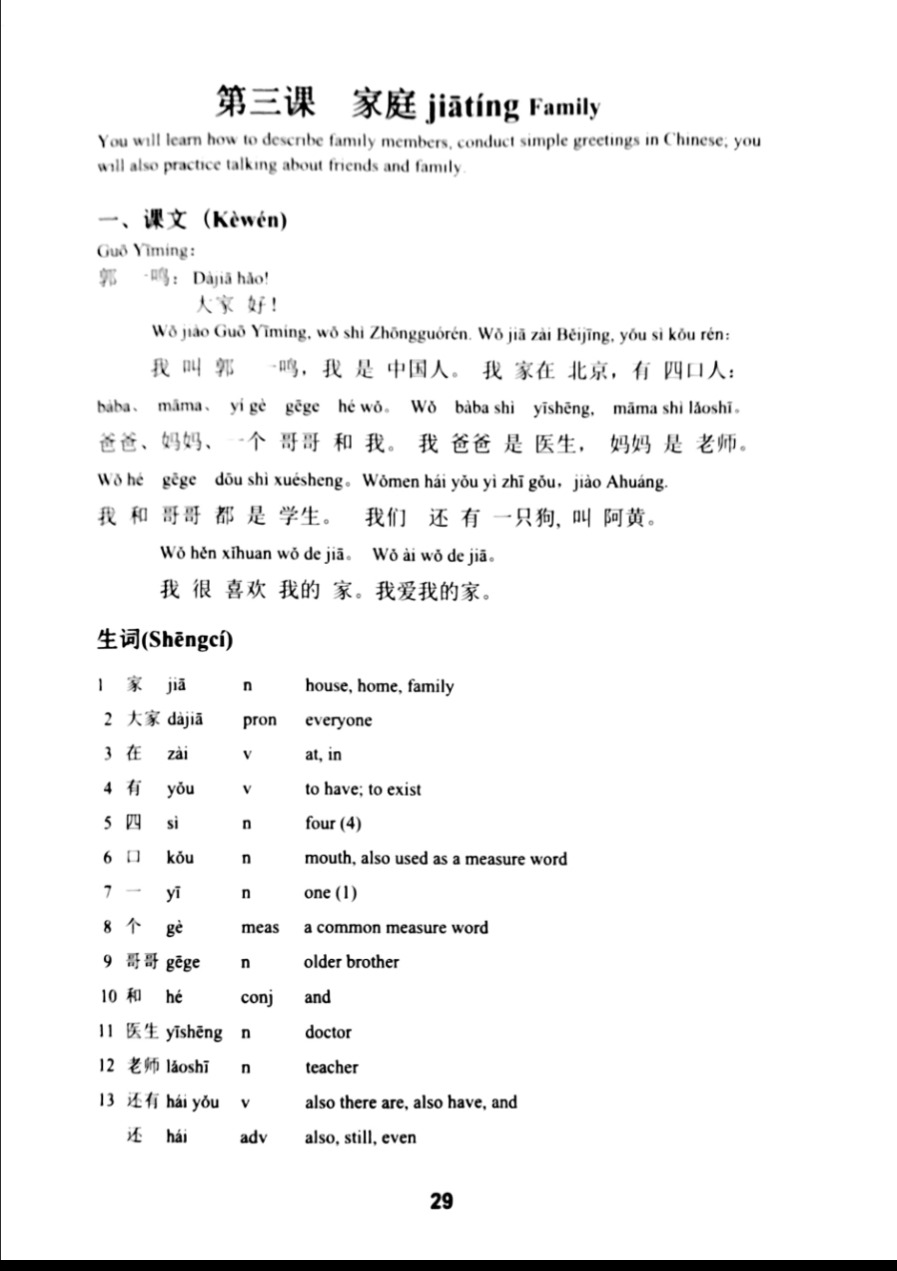 第三课 家庭 jiātíng Family
You will learn how to describe family members, conduct simple greetings in Chinese; you
will also practice talking about friends and family.
一、课文（Kèwén)
Guō Yīmíng：
郭 一鸣： Dàjiā hǎo!
大家 好！
Wǒ jiào Guō Yīmíng, wǒ shì Zhōngguórén. Wǒ jiā zài Běijīng, yǒu sì kǒu rén：
我 叫 郭 一鸣，我 是 中国人。 我 家在 北京，有 四口人：
bàba、 māma、 yí gè gēge hé wǒ。 Wǒ bàba shì yīshēng, māma shì lǎoshī。
爸爸、妈妈、一个 哥哥 和 我。 我 爸爸 是 医生， 妈妈 是 老师。
Wǒ hé gēge dōu shì xuésheng。Wǒmen hái yǒu yì zhī gǒu，jiào Ahuáng.
我 和 哥哥 都 是 学生。 我们 还 有 一只狗, 叫 阿黄。
Wǒ hěn xǐhuan wǒ de jiā。 Wǒ ài wǒ de jiā。
我 很 喜欢 我的 家。我爱我的家。
生词(Shēngcí)
1 家 jiā n house, home, family
2 大家 dàjiā pron everyone
3 在 zài v at, in
4 有 yǒu v to have; to exist
5 四 sì n four (4)
6 口 kǒu n mouth, also used as a measure word
7 一 yī n one (1)
8 个 gè meas a common measure word
9 哥哥 gēge n older brother
10 和 hé conj and
11 医生 yīshēng n doctor
12 老师 lǎoshī n teacher
13 还有 hái yǒu v also there are, also have, and
还 hái adv also, still, even
29